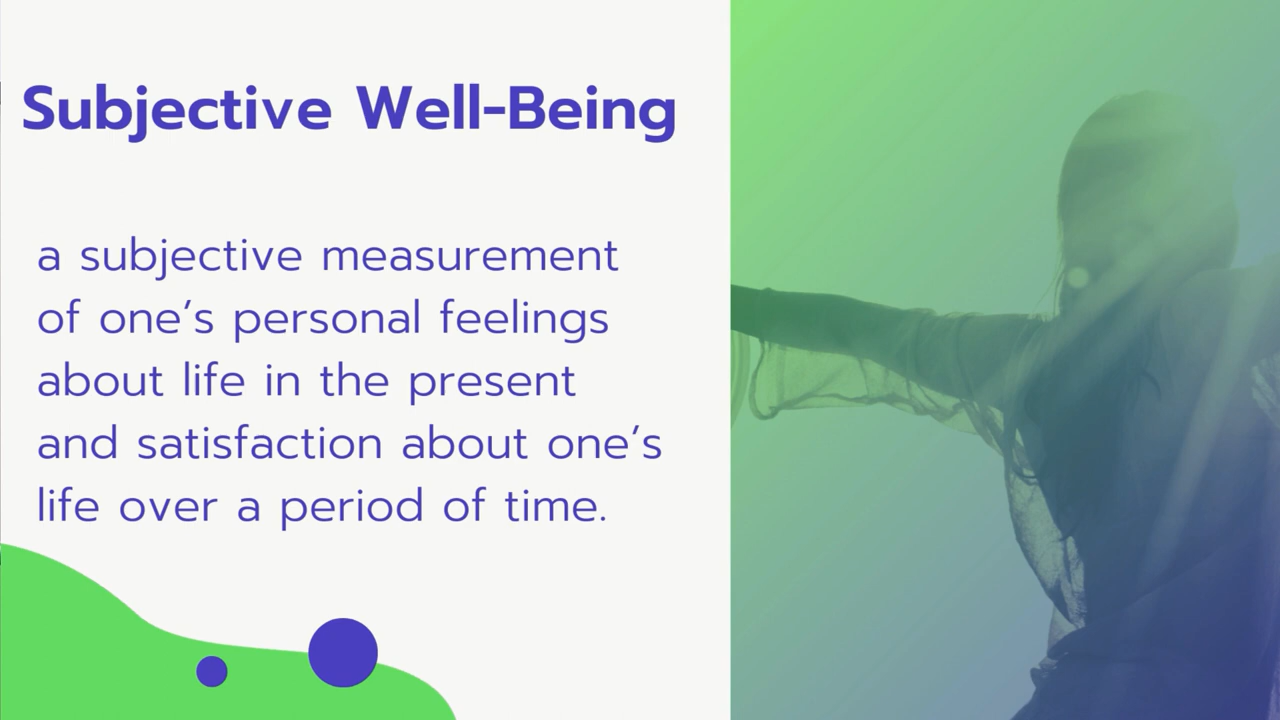 Subjective Well-Being
a subjective measurement
of one’s personal feelings
about life in the present
and satisfaction about one’s
life over a period of time.